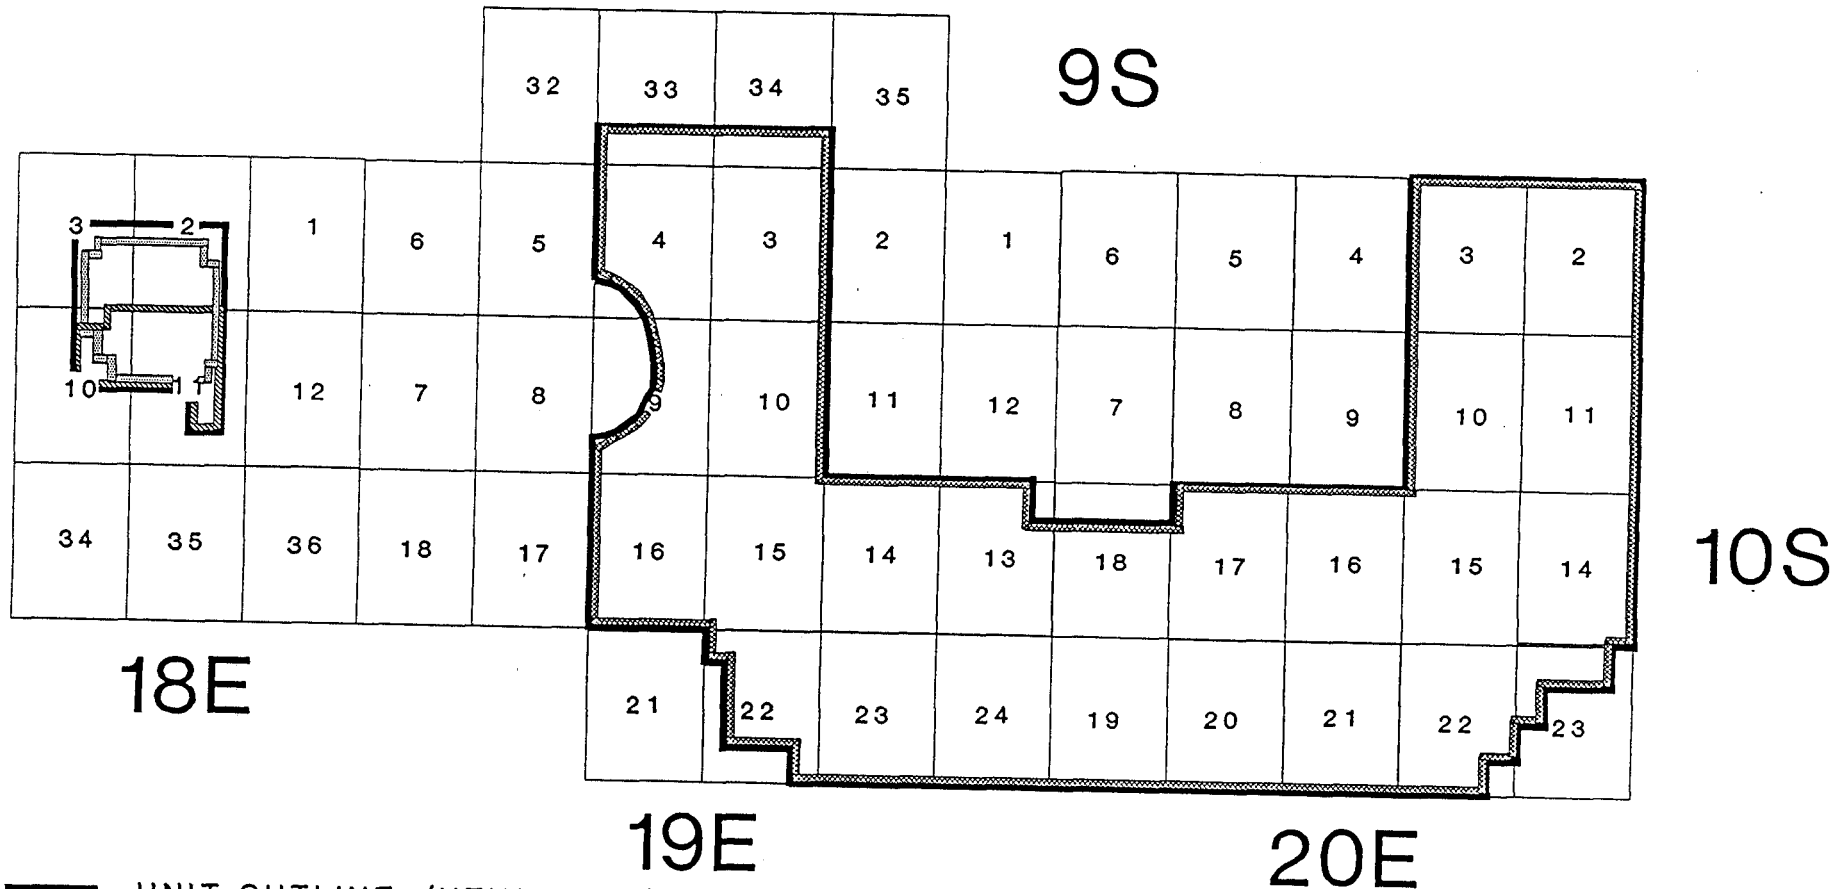 32 33 34 35
9S
3 2 1 6 5 4 3 2 1 6 5 4 3 2
10 11 12 7 8 9 10 11 12 7 8 9 10 11
34 35 36 18 17 16 15 14 13 18 17 16 15 14
10S
18E
21 22 23 24 19 20 21 22 23
19E
20E
UNIT OUTLINE